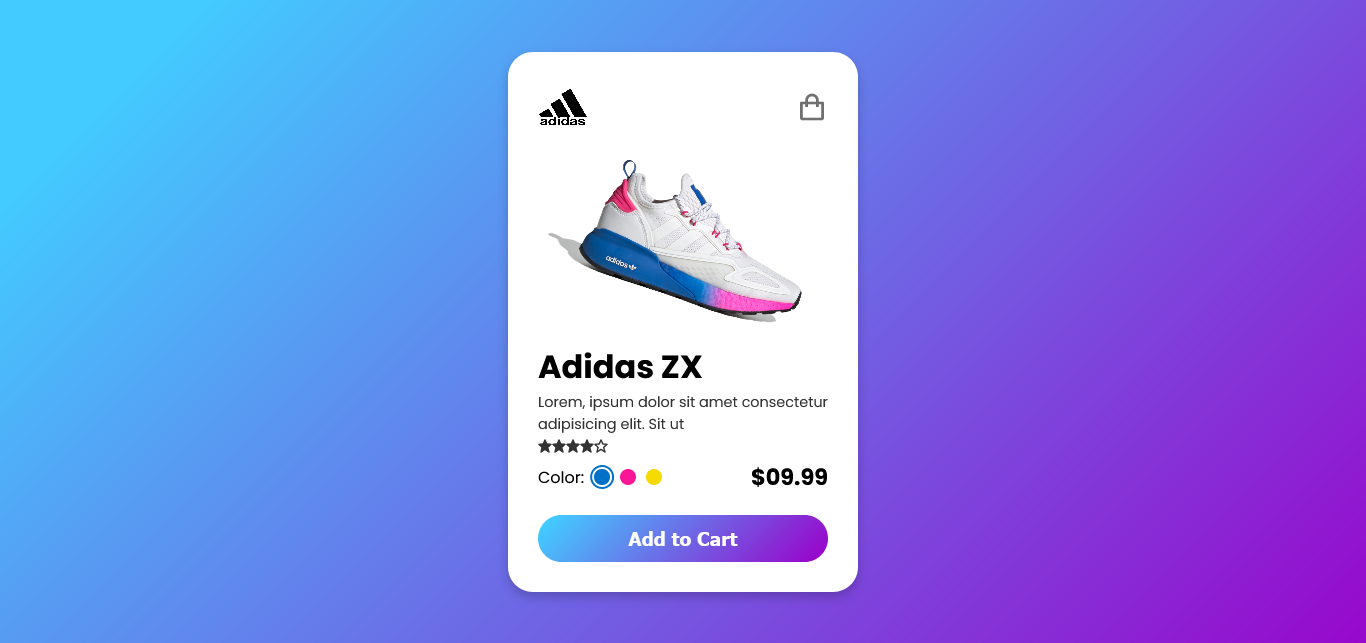 adidas
adidas
Adidas ZX
Lorem, ipsum dolor sit amet consectetur
adipisicing elit. Sit ut
Color:
$09.99
Add to Cart